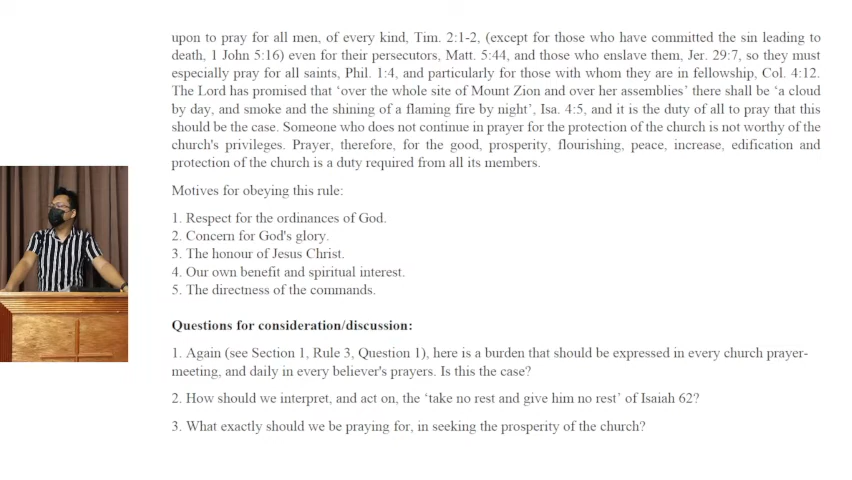 upon to pray for all men, of every kind, Tim. 2:1-2, (except for those who have committed the sin leading to
death, 1 John 5:16) even for their persecutors, Matt. 5:44, and those who enslave them, Jer. 29:7, so they must
especially pray for all saints, Phil. 1:4, and particularly for those with whom they are in fellowship, Col. 4:12.
The Lord has promised that ‘over the whole site of Mount Zion and over her assemblies’ there shall be ‘a cloud
by day, and smoke and the shining of a flaming fire by night’, Isa. 4:5, and it is the duty of all to pray that this
should be the case. Someone who does not continue in prayer for the protection of the church is not worthy of the
church's privileges. Prayer, therefore, for the good, prosperity, flourishing, peace, increase, edification and
protection of the church is a duty required from all its members.
Motives for obeying this rule:
1. Respect for the ordinances of God.
2. Concern for God's glory.
3. The honour of Jesus Christ.
4. Our own benefit and spiritual interest.
5. The directness of the commands.
Questions for consideration/discussion:
1. Again (see Section 1, Rule 3, Question 1), here is a burden that should be expressed in every church prayer-
meeting, and daily in every believer's prayers. Is this the case?
2. How should we interpret, and act on, the ‘take no rest and give him no rest’ of Isaiah 62?
3. What exactly should we be praying for, in seeking the prosperity of the church?